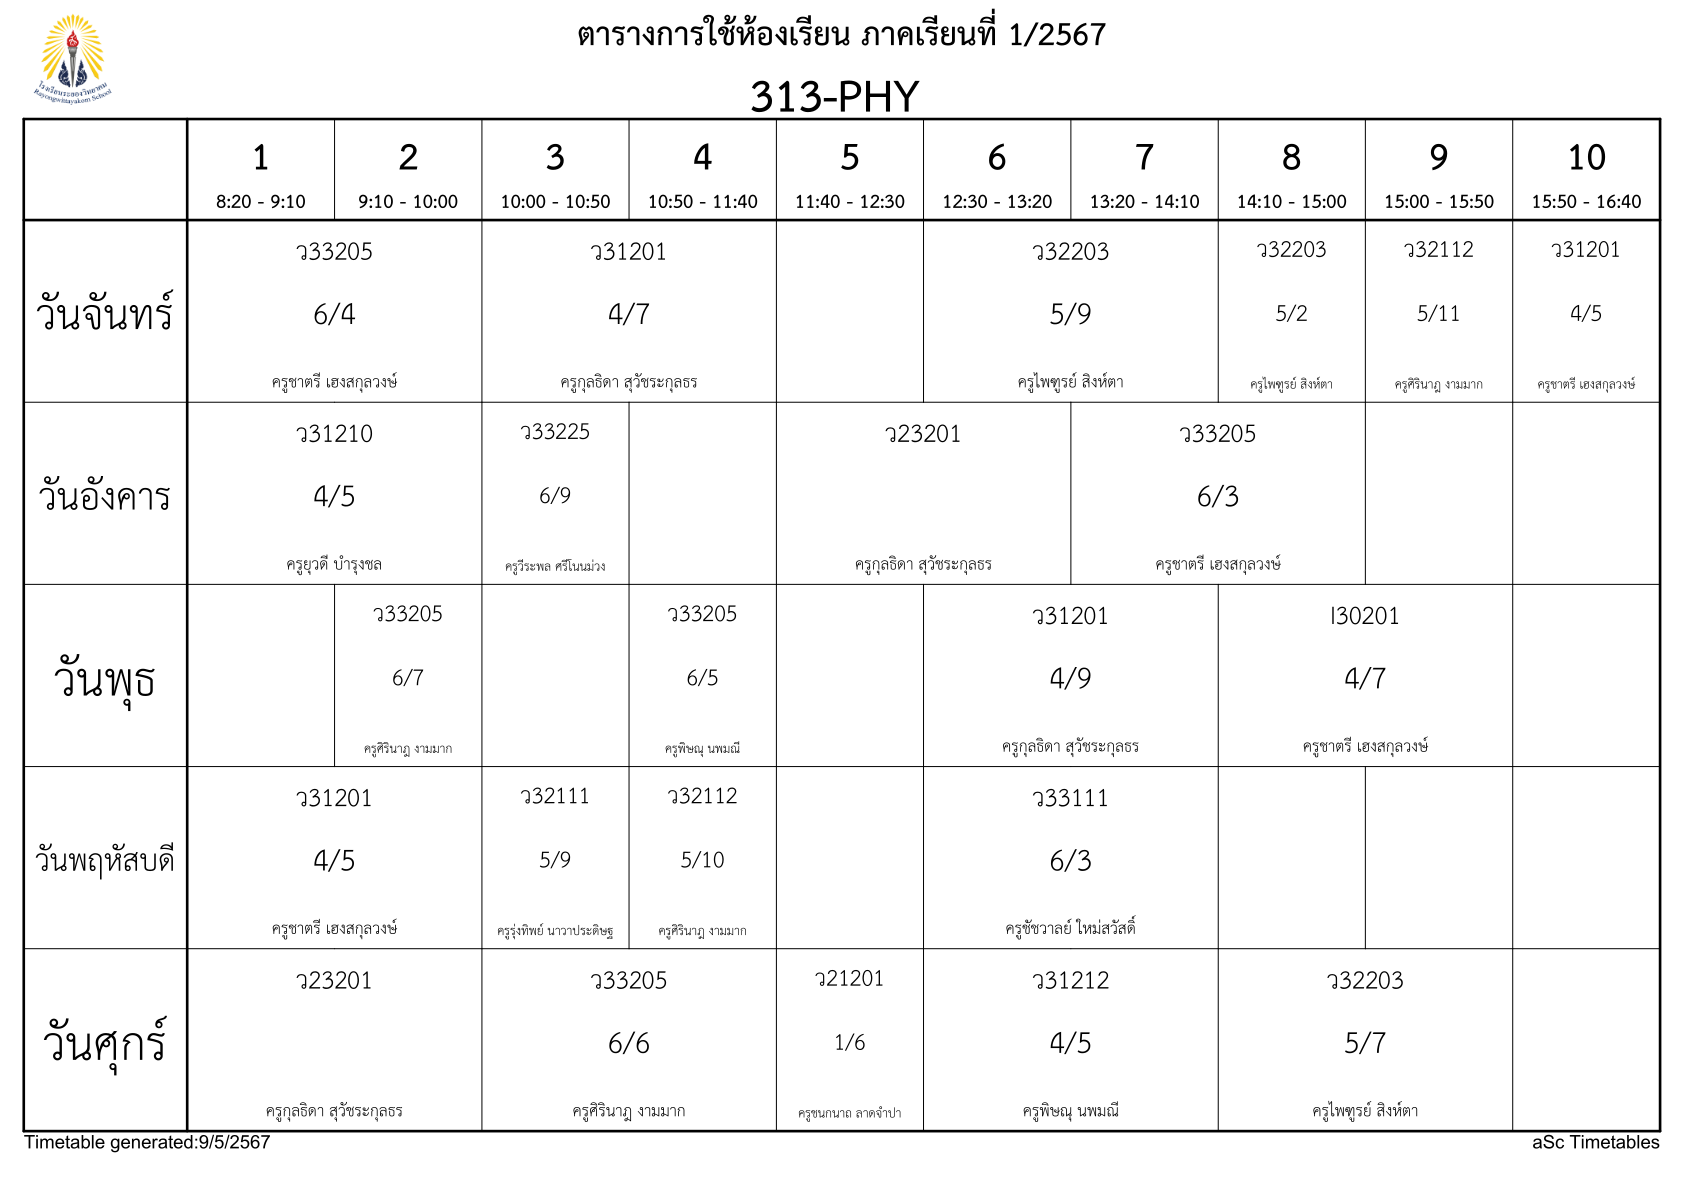 ตารางการใช้ห้องเรียน ภาคเรียนที่ 1/2567
โรงเรียนระยองวิทยาคม
Rayongwittayakom School
313-PHY
1 2 3 4 5 6 7 8 9 10
8:20 - 9:10 9:10 - 10:00 10:00 - 10:50 10:50 - 11:40 11:40 - 12:30 12:30 - 13:20 13:20 - 14:10 14:10 - 15:00 15:00 - 15:50 15:50 - 16:40
วันจันทร์
ว33205 ว31201 ว32203 ว32203 ว32112 ว31201
6/4 4/7 5/9 5/2 5/11 4/5
ครูชาตรี เฮงสกุลวงษ์ ครูกุลธิดา สุวัชระกุลธร ครูไพฑูรย์ สิงห์ตา ครูไพฑูรย์ สิงห์ตา ครูศิรินาฎ งามมาก ครูชาตรี เฮงสกุลวงษ์
วันอังคาร
ว31210 ว33225 ว23201 ว33205
4/5 6/9 6/3
ครูยุวดี บำรุงชล ครูวีระพล ศรีโนนม่วง ครูกุลธิดา สุวัชระกุลธร ครูชาตรี เฮงสกุลวงษ์
วันพุธ
ว33205 ว33205 ว31201 I30201
6/7 6/5 4/9 4/7
ครูศิรินาฎ งามมาก ครูพิษณุ นพมณี ครูกุลธิดา สุวัชระกุลธร ครูชาตรี เฮงสกุลวงษ์
วันพฤหัสบดี
ว31201 ว32111 ว32112 ว33111
4/5 5/9 5/10 6/3
ครูชาตรี เฮงสกุลวงษ์ ครูรุ่งทิพย์ นาวาประดิษฐ ครูศิรินาฎ งามมาก ครูชัชวาลย์ ใหม่สวัสดิ์
วันศุกร์
ว23201 ว33205 ว21201 ว31212 ว32203
6/6 1/6 4/5 5/7
ครูกุลธิดา สุวัชระกุลธร ครูศิรินาฎ งามมาก ครูชนกนาถ ลาดจำปา ครูพิษณุ นพมณี ครูไพฑูรย์ สิงห์ตา
Timetable generated:9/5/2567 aSc Timetables